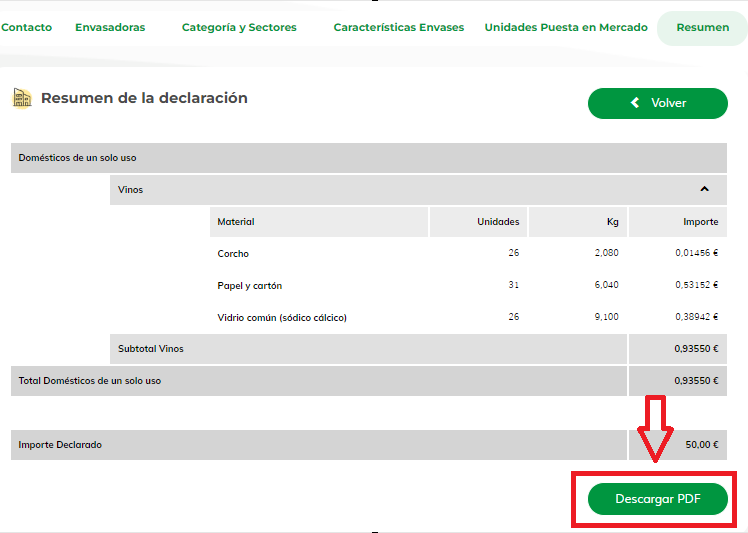 Contacto Envasadoras Categoría y Sectores Características Envases Unidades Puesta en Mercado Resumen
Resumen de la declaración
Volver
Domésticos de un solo uso
Vinos
Material Unidades Kg Importe
Corcho 26 2,080 0,01456 €
Papel y cartón 31 6,040 0,53152 €
Vidrio común (sódico cálcico) 26 9,100 0,38942 €
Subtotal Vinos 0,93550 €
Total Domésticos de un solo uso 0,93550 €
Importe Declarado 50,00 €
Descargar PDF